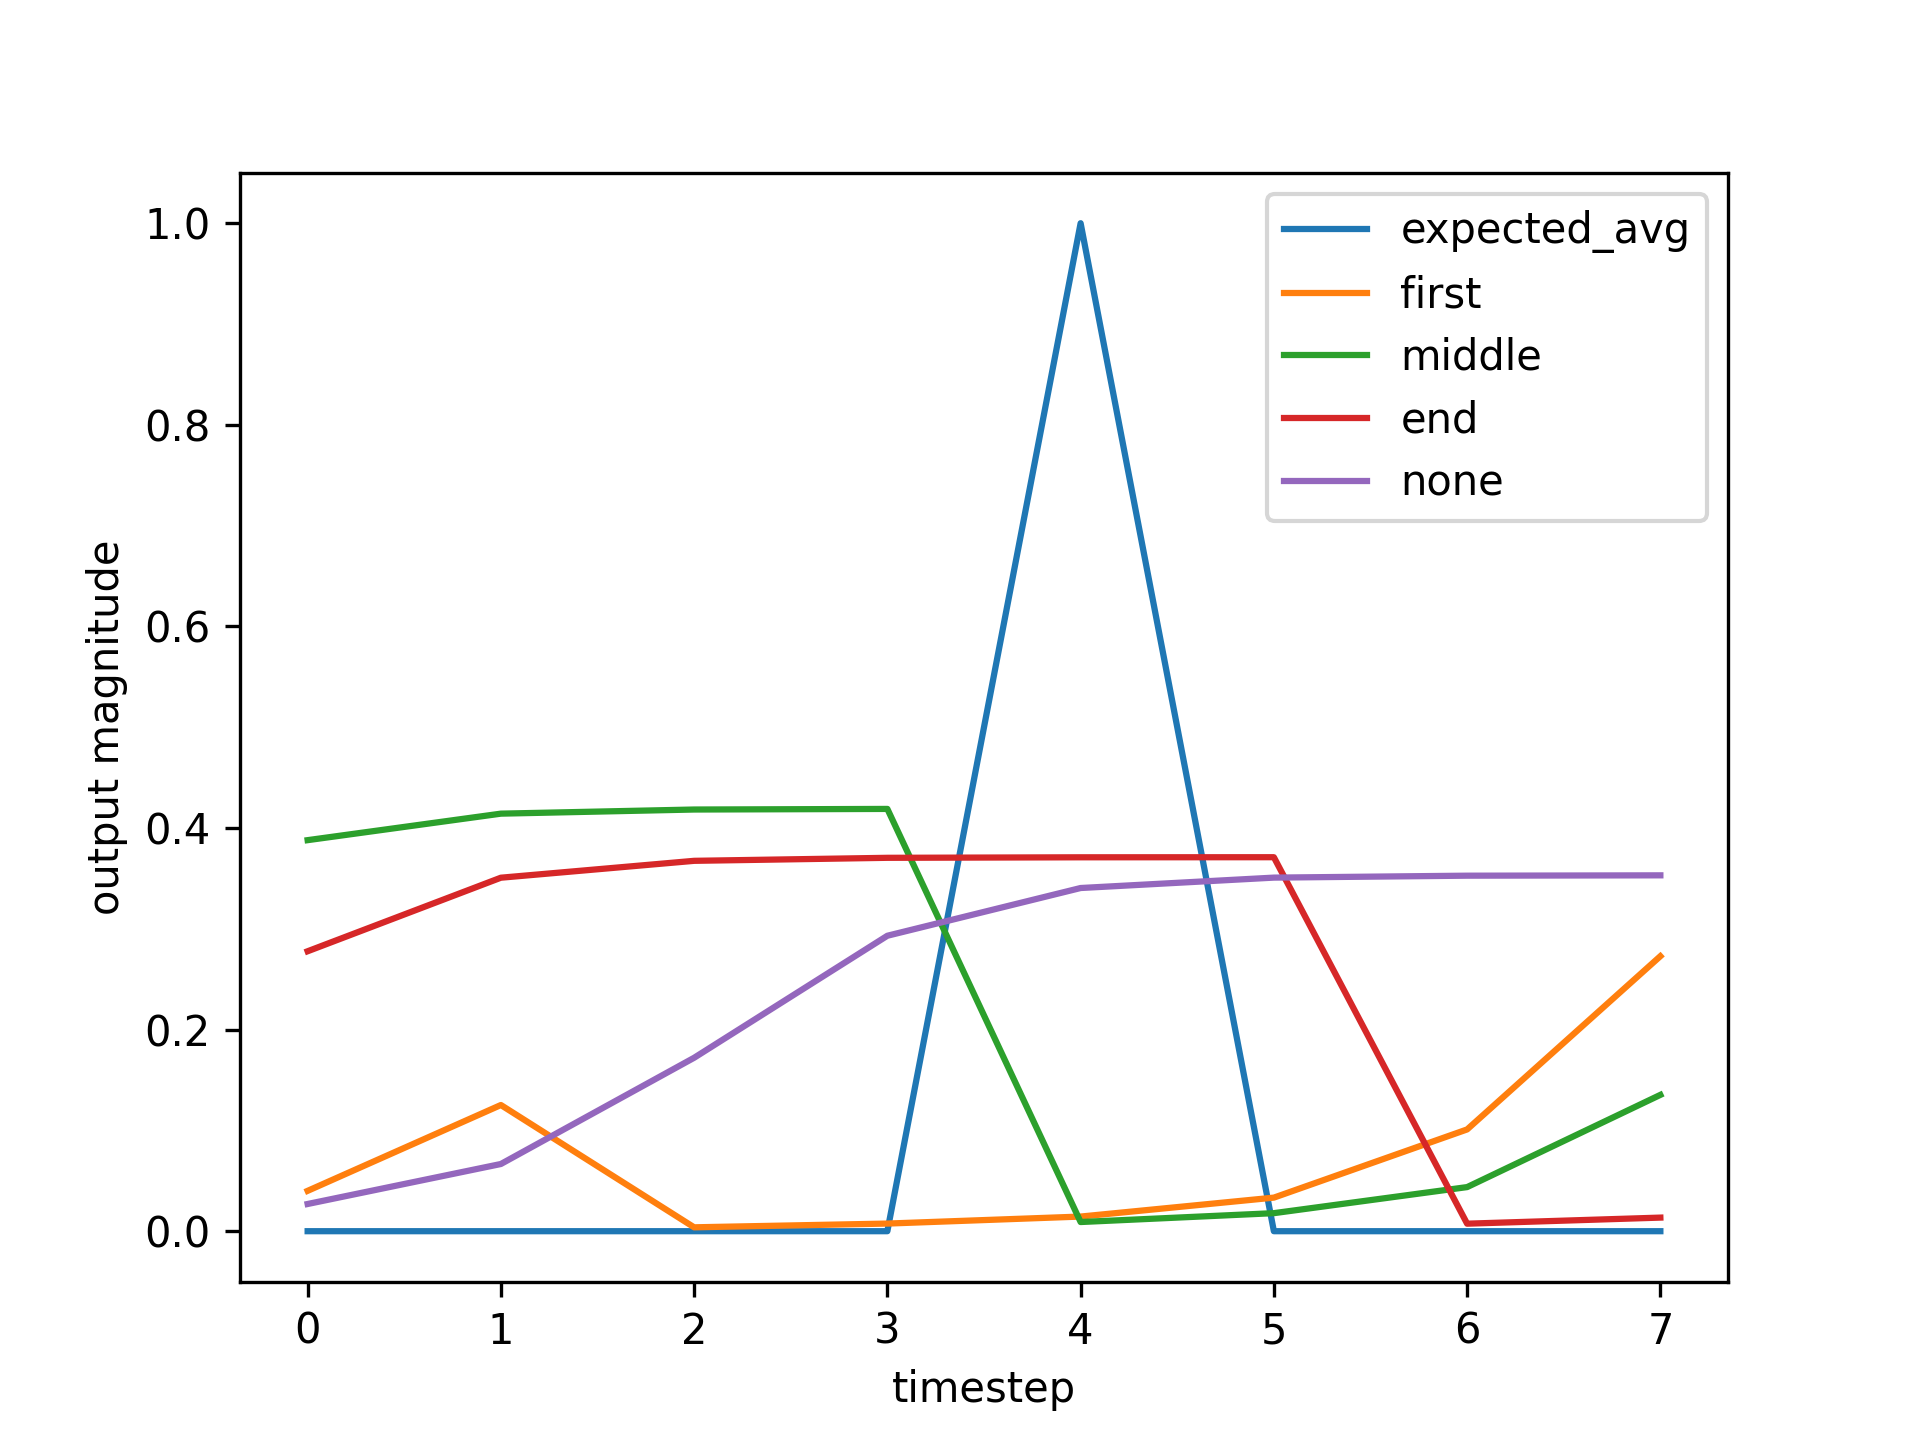 output magnitude
1.0
0.8
0.6
0.4
0.2
0.0
expected_avg
first
middle
end
none
0 1 2 3 4 5 6 7
timestep